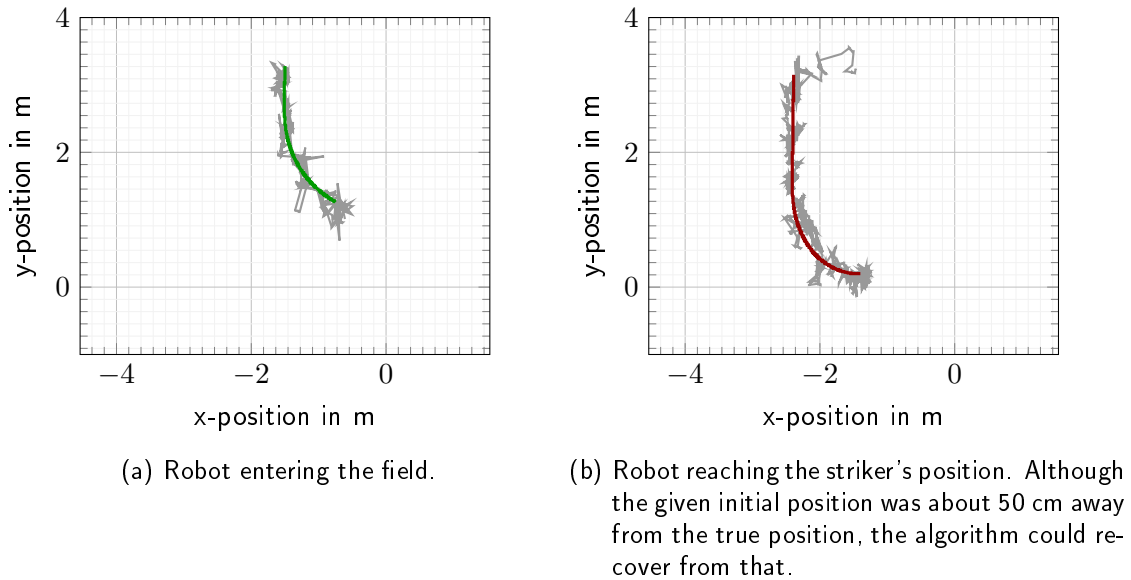 4
2
0
−4
−2
0
y-position in m
x-position in m
(a) Robot entering the field.
4
2
0
−4
−2
0
y-position in m
x-position in m
(b) Robot reaching the striker's position. Although
the given initial position was about 50 cm away
from the true position, the algorithm could re-
cover from that.